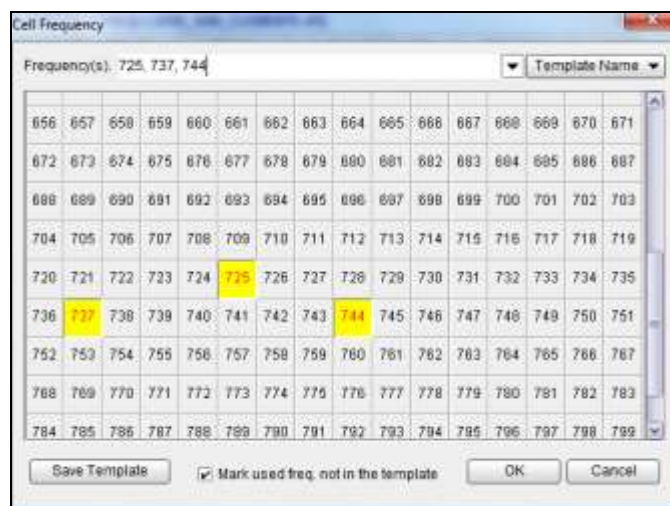 Cell Frequency
Frequency(s). 725, 737, 744 Template Name
656 657 658 659 660 661 662 663 664 665 666 667 668 669 670 671
672 673 674 675 676 677 678 679 680 681 682 683 684 685 686 687
688 689 690 691 692 693 694 695 696 697 698 699 700 701 702 703
704 705 706 707 708 709 710 711 712 713 714 715 716 717 718 719
720 721 722 723 724 725 726 727 728 729 730 731 732 733 734 735
736 737 738 739 740 741 742 743 744 745 746 747 748 749 750 751
752 753 754 755 756 757 758 759 760 761 762 763 764 765 766 767
768 769 770 771 772 773 774 775 776 777 778 779 780 781 782 783
784 785 786 787 788 789 790 791 792 793 794 795 796 797 798 799
Save Template Mark used freq. not in the template OK Cancel